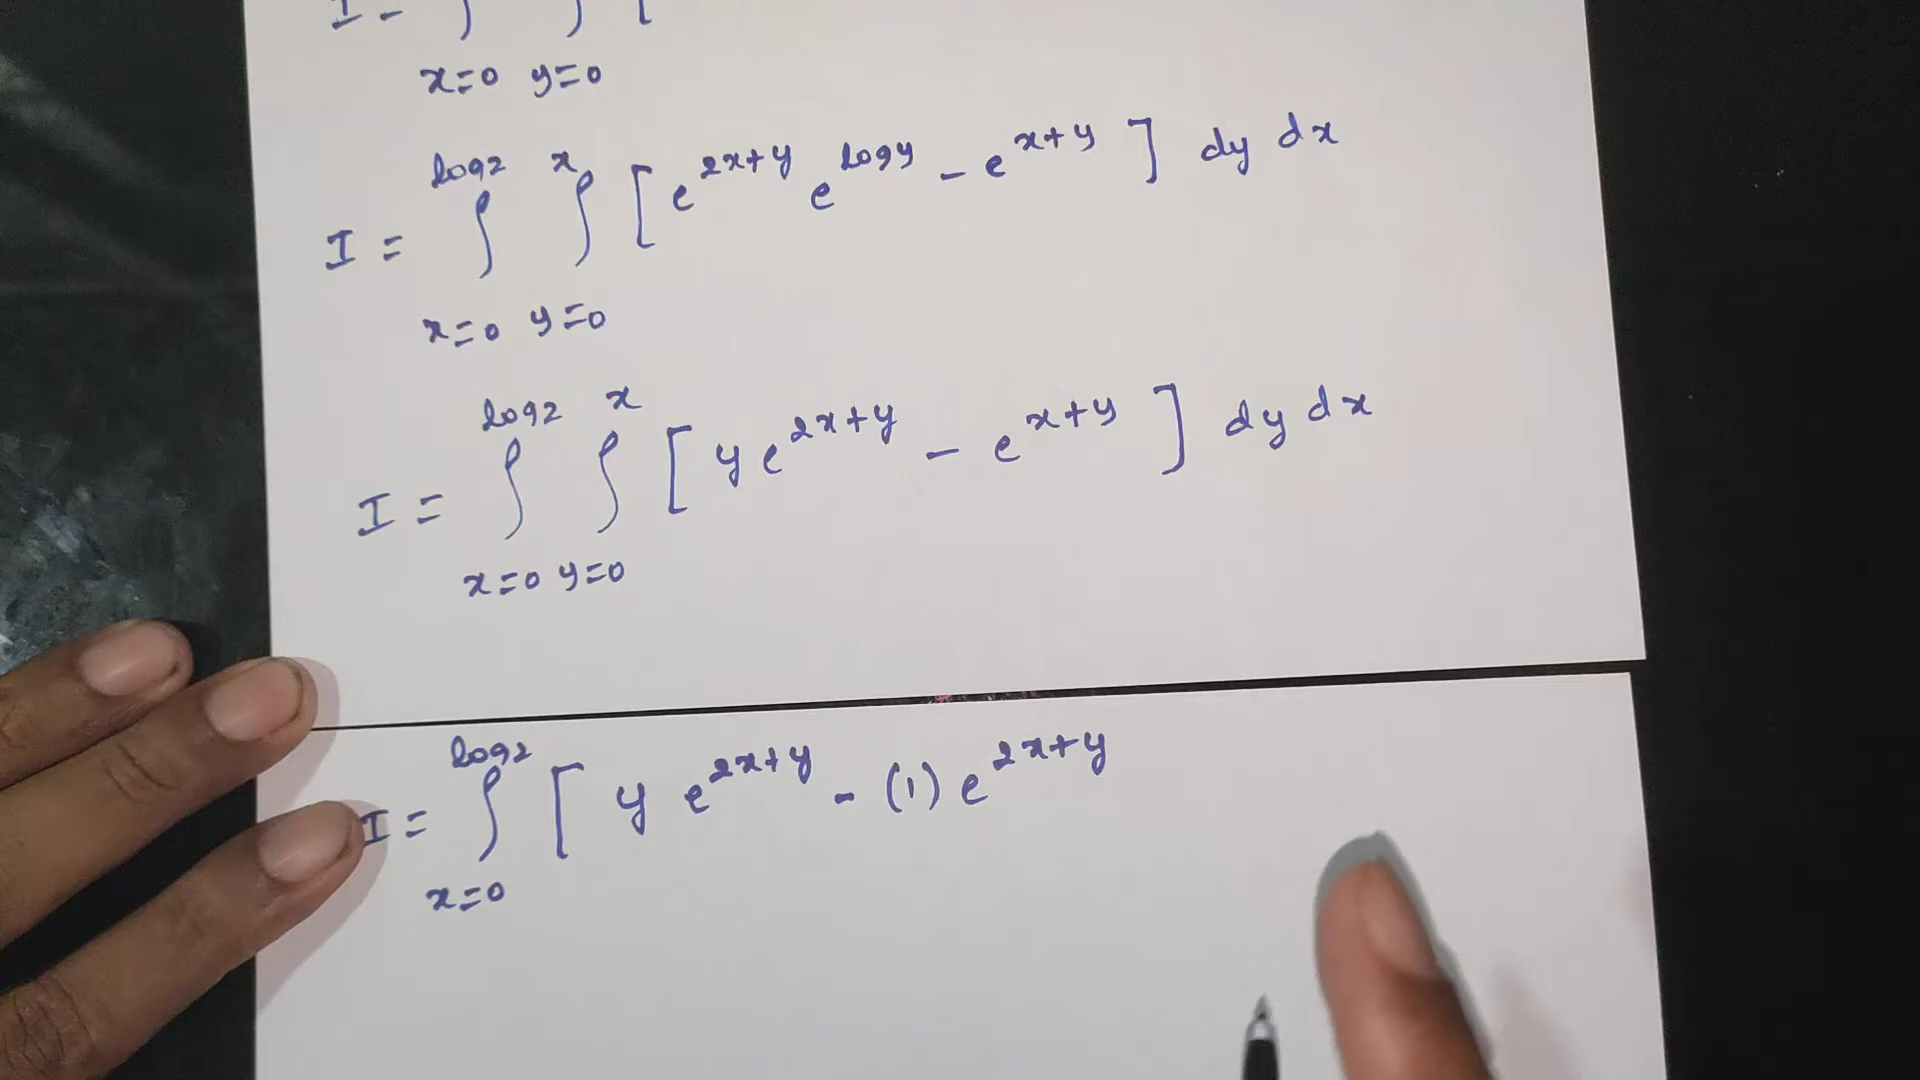 I = ∫ ∫ [
x=0 y=0
I = ∫_{x=0}^{log2} ∫_{y=0}^{x} [e^{2x+y} e^{logy} - e^{x+y}] dy dx
I = ∫_{x=0}^{log2} ∫_{y=0}^{x} [y e^{2x+y} - e^{x+y}] dy dx
I = ∫_{x=0}^{log2} [ y e^{2x+y} - (1) e^{2x+y}